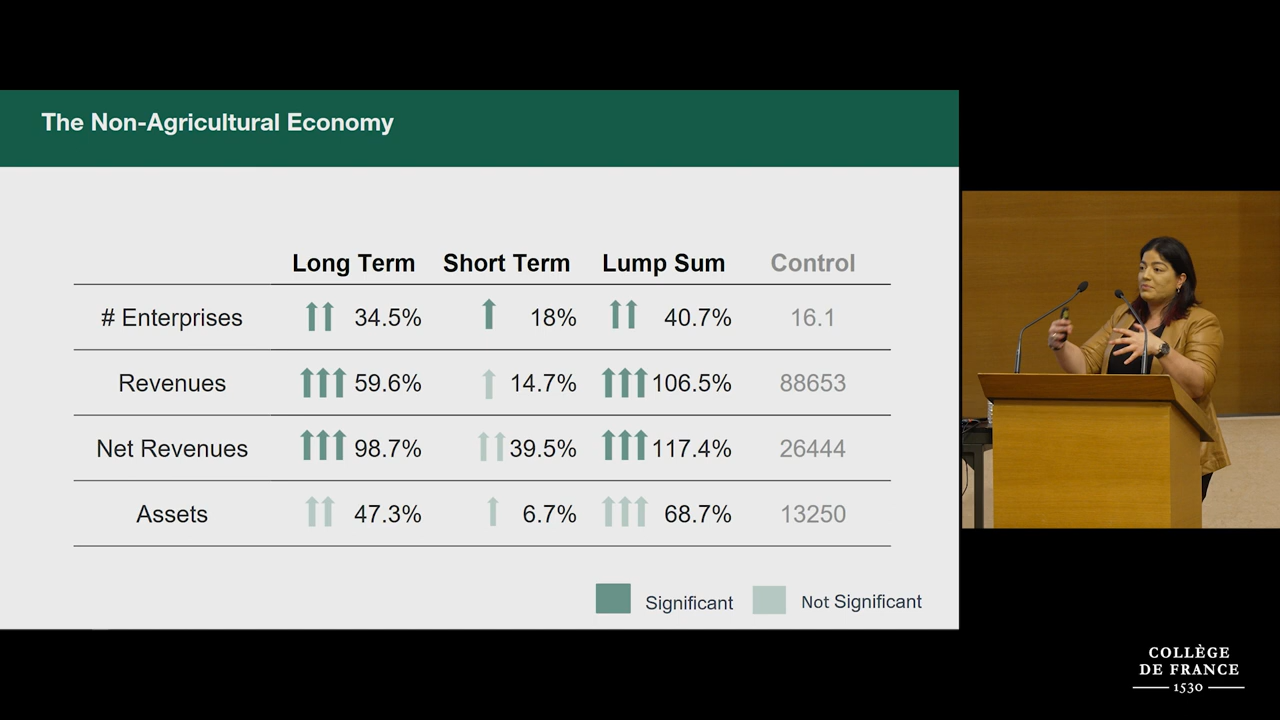 The Non-Agricultural Economy
Long Term Short Term Lump Sum Control
# Enterprises 34.5% 18% 40.7% 16.1
Revenues 59.6% 14.7% 106.5% 88653
Net Revenues 98.7% 39.5% 117.4% 26444
Assets 47.3% 6.7% 68.7% 13250
Significant Not Significant
COLLÈGE
DE FRANCE
1530